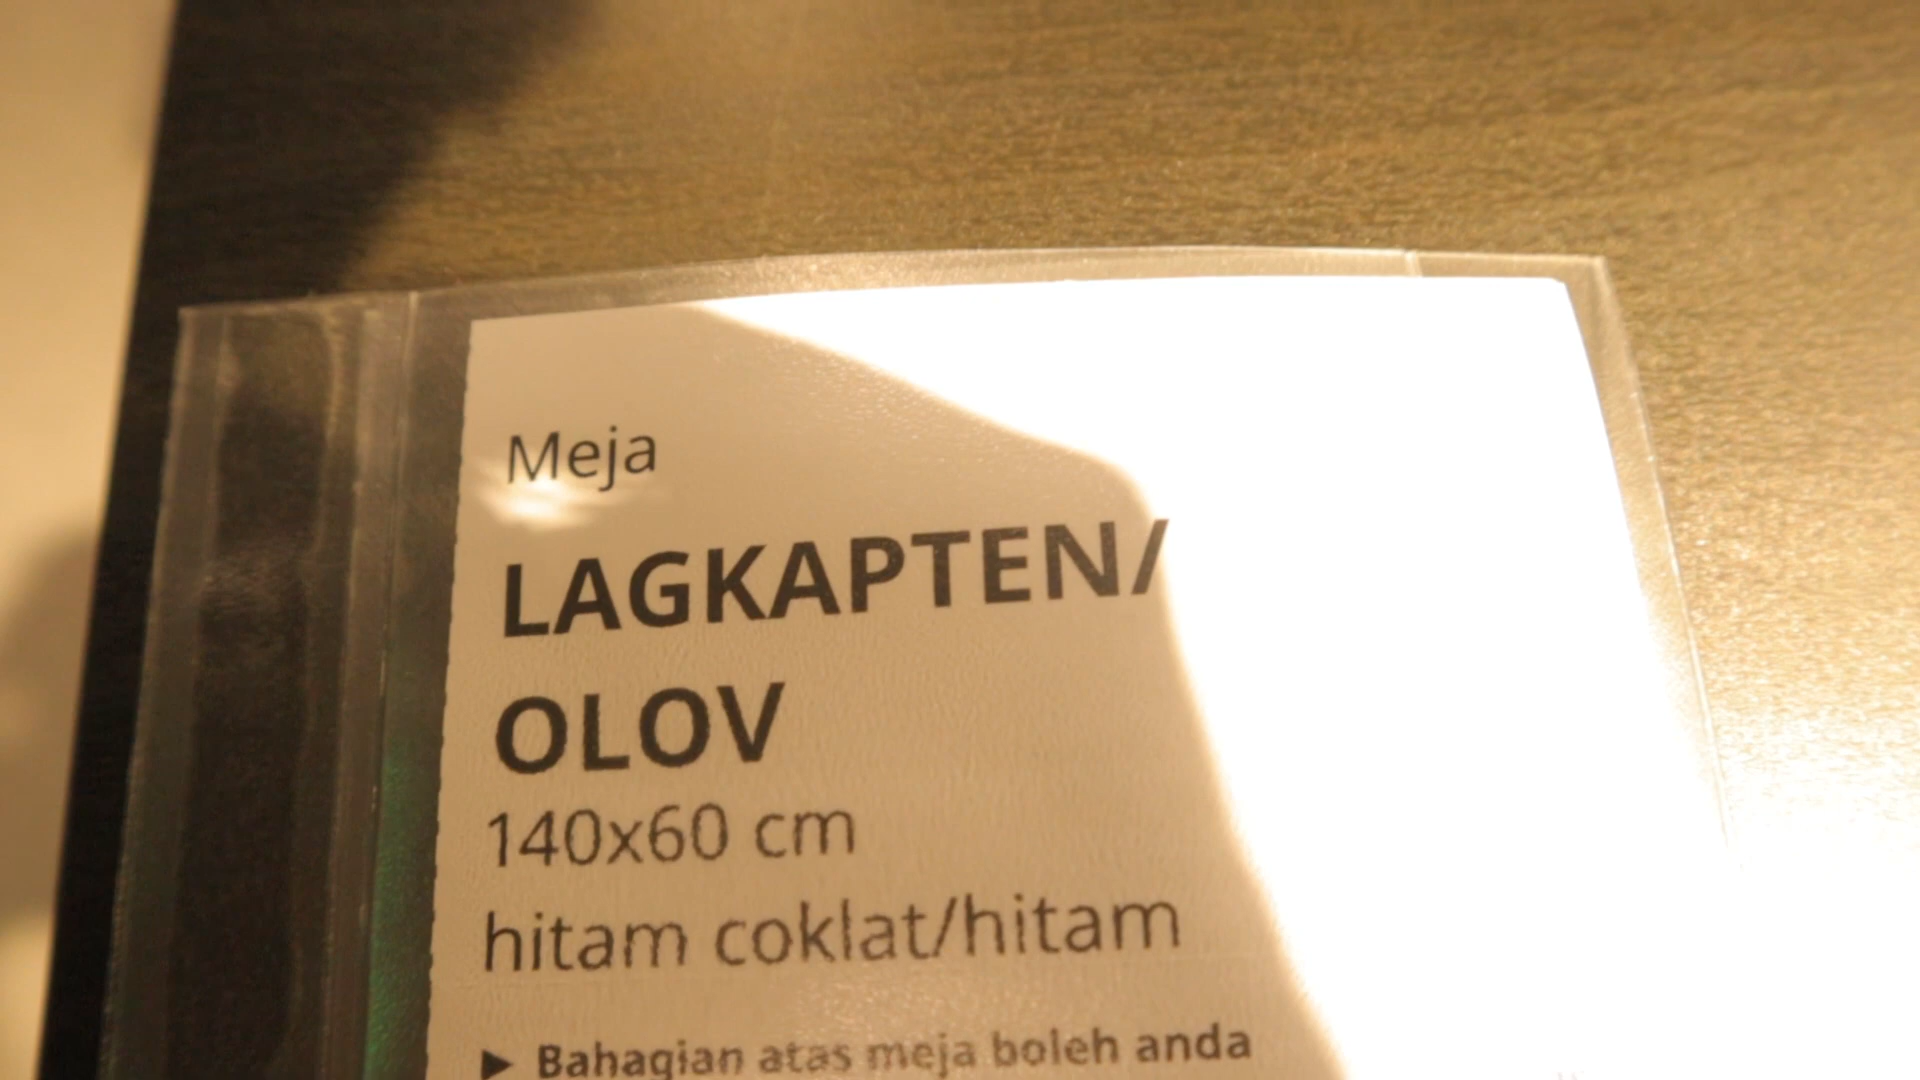 Meja
LAGKAPTEN/
OLOV
140x60 cm
hitam coklat/hitam
► Bahagian atas meja boleh anda